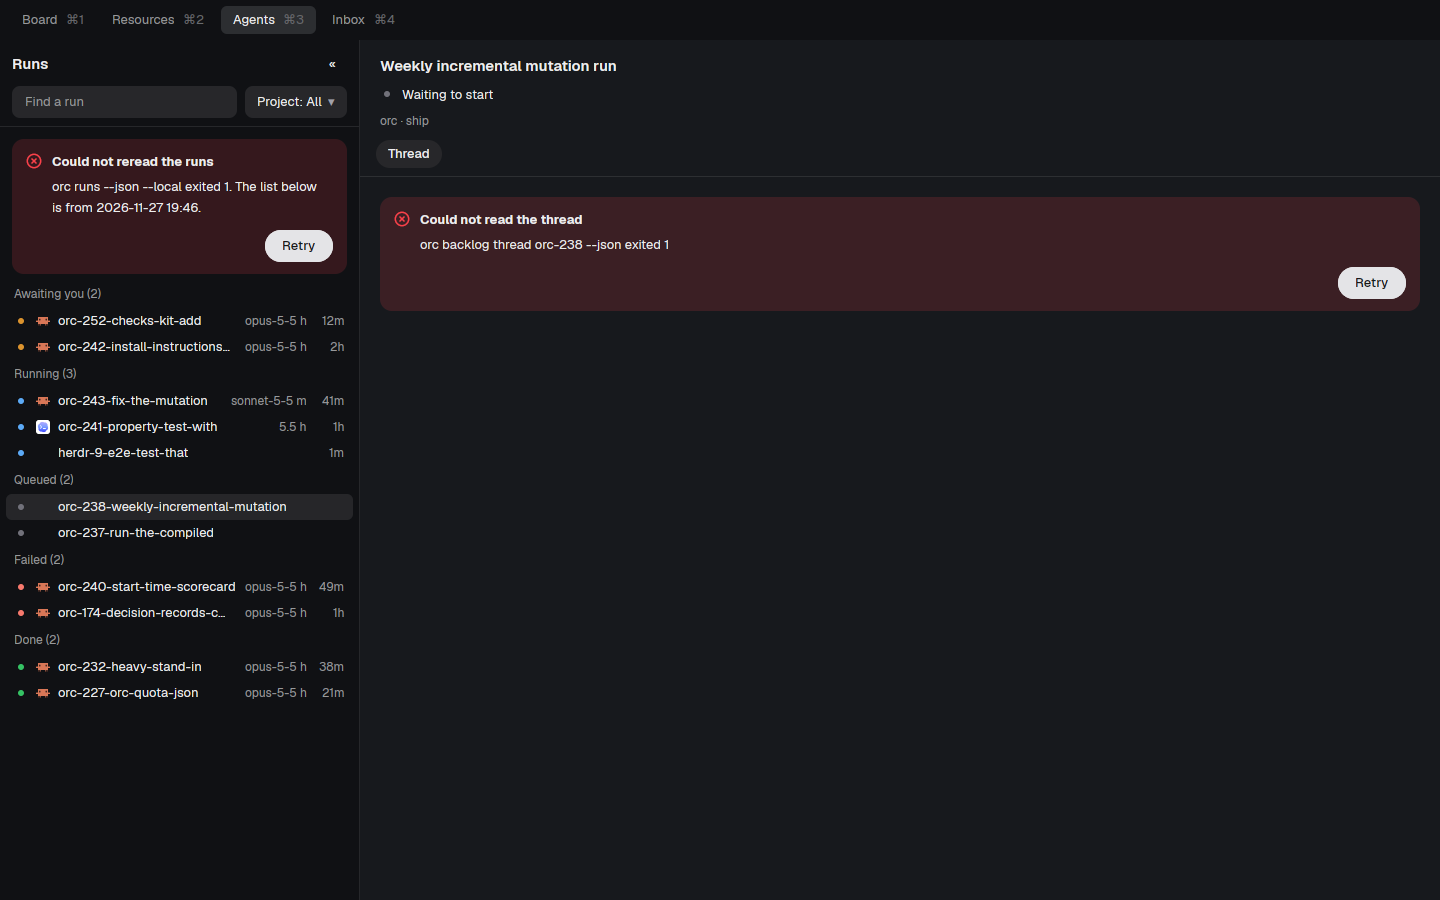 Board ⌘1 Resources ⌘2 Agents ⌘3 Inbox ⌘4
Runs «
Find a run Project: All ▾
Could not reread the runs
orc runs --json --local exited 1. The list below
is from 2026-11-27 19:46.
Retry
Awaiting you (2)
orc-252-checks-kit-add opus-5-5 h 12m
orc-242-install-instructions… opus-5-5 h 2h
Running (3)
orc-243-fix-the-mutation sonnet-5-5 m 41m
orc-241-property-test-with 5.5 h 1h
herdr-9-e2e-test-that 1m
Queued (2)
orc-238-weekly-incremental-mutation
orc-237-run-the-compiled
Failed (2)
orc-240-start-time-scorecard opus-5-5 h 49m
orc-174-decision-records-c… opus-5-5 h 1h
Done (2)
orc-232-heavy-stand-in opus-5-5 h 38m
orc-227-orc-quota-json opus-5-5 h 21m
Weekly incremental mutation run
Waiting to start
orc · ship
Thread
Could not read the thread
orc backlog thread orc-238 --json exited 1
Retry